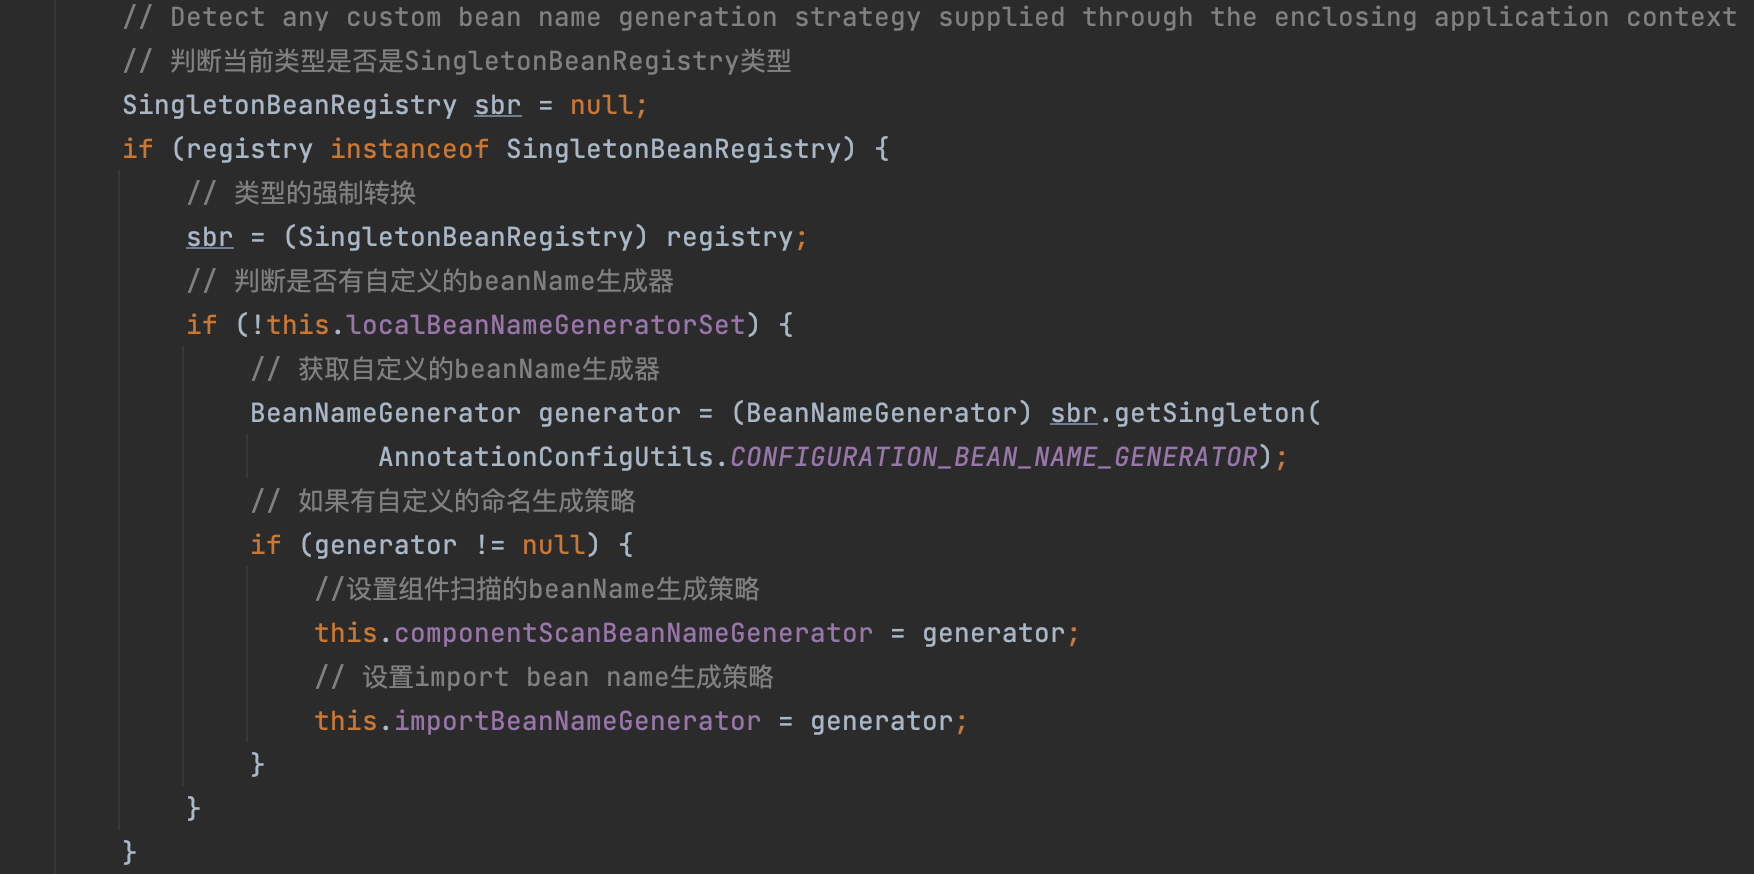 // Detect any custom bean name generation strategy supplied through the enclosing application context
// 判断当前类型是否是SingletonBeanRegistry类型
SingletonBeanRegistry sbr = null;
if (registry instanceof SingletonBeanRegistry) {
// 类型的强制转换
sbr = (SingletonBeanRegistry) registry;
// 判断是否有自定义的beanName生成器
if (!this.localBeanNameGeneratorSet) {
// 获取自定义的beanName生成器
BeanNameGenerator generator = (BeanNameGenerator) sbr.getSingleton(
AnnotationConfigUtils.CONFIGURATION_BEAN_NAME_GENERATOR);
// 如果有自定义的命名生成策略
if (generator != null) {
//设置组件扫描的beanName生成策略
this.componentScanBeanNameGenerator = generator;
// 设置import bean name生成策略
this.importBeanNameGenerator = generator;
}
}
}